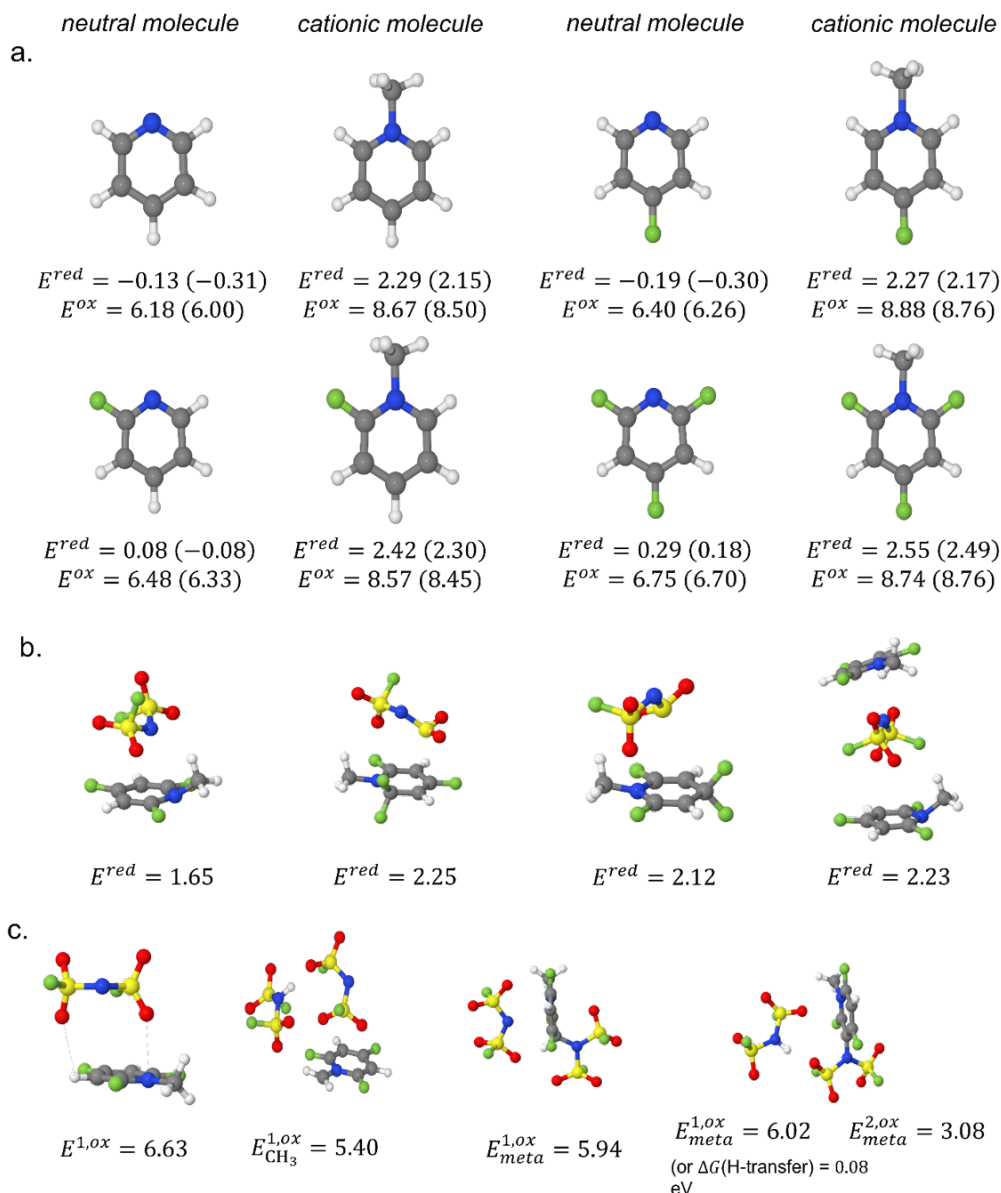 neutral molecule cationic molecule neutral molecule cationic molecule
a.
E^red = −0.13 (−0.31) E^red = 2.29 (2.15) E^red = −0.19 (−0.30) E^red = 2.27 (2.17)
E^ox = 6.18 (6.00) E^ox = 8.67 (8.50) E^ox = 6.40 (6.26) E^ox = 8.88 (8.76)
E^red = 0.08 (−0.08) E^red = 2.42 (2.30) E^red = 0.29 (0.18) E^red = 2.55 (2.49)
E^ox = 6.48 (6.33) E^ox = 8.57 (8.45) E^ox = 6.75 (6.70) E^ox = 8.74 (8.76)
b.
E^red = 1.65 E^red = 2.25 E^red = 2.12 E^red = 2.23
c.
E^1,ox = 6.63 E^1,ox_CH₃ = 5.40 E^1,ox_meta = 5.94 E^1,ox_meta = 6.02 E^2,ox_meta = 3.08
(or ΔG(H-transfer) = 0.08
eV